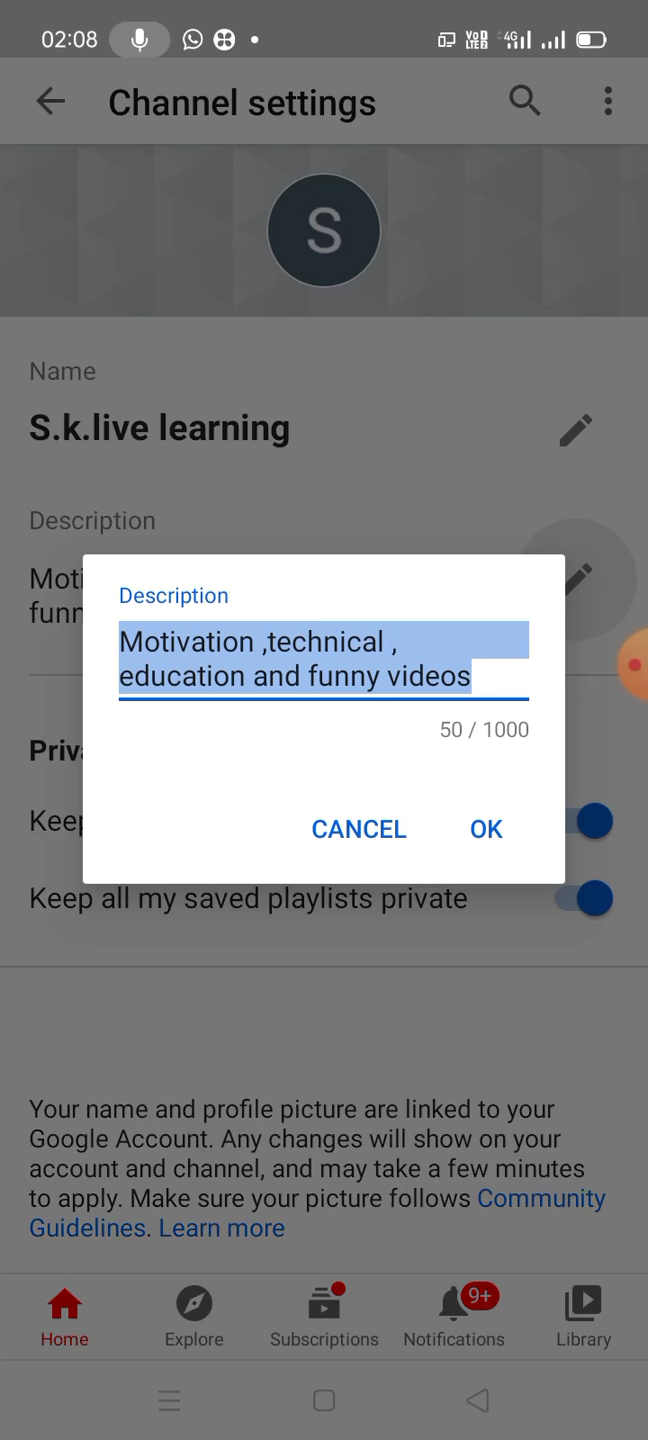 02:08
VoD LTE2 4G
Channel settings
S
Name
S.k.live learning
Description
Moti
funn
Description
Motivation ,technical ,
education and funny videos
50 / 1000
CANCEL OK
Priva
Keep
Keep all my saved playlists private
Your name and profile picture are linked to your
Google Account. Any changes will show on your
account and channel, and may take a few minutes
to apply. Make sure your picture follows Community
Guidelines. Learn more
9+
Home Explore Subscriptions Notifications Library